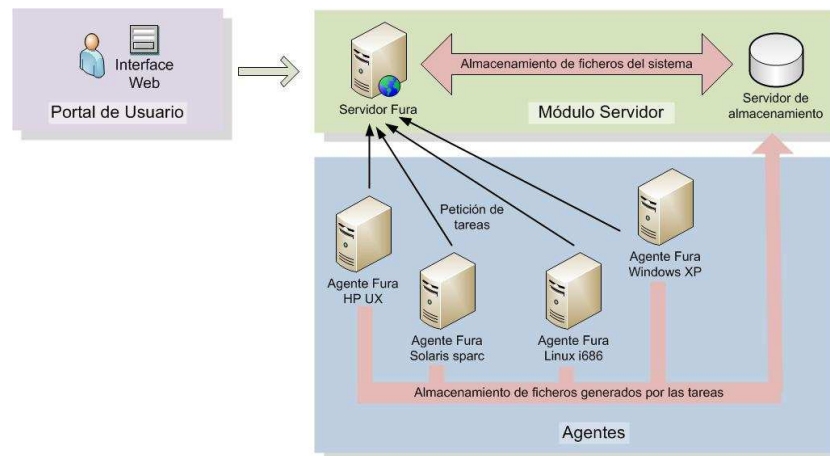 Interface
Web
Portal de Usuario
Servidor Fura
Almacenamiento de ficheros del sistema
Módulo Servidor
Servidor de
almacenamiento
Petición de
tareas
Agente Fura
HP UX
Agente Fura
Solaris sparc
Agente Fura
Linux i686
Agente Fura
Windows XP
Almacenamiento de ficheros generados por las tareas
Agentes